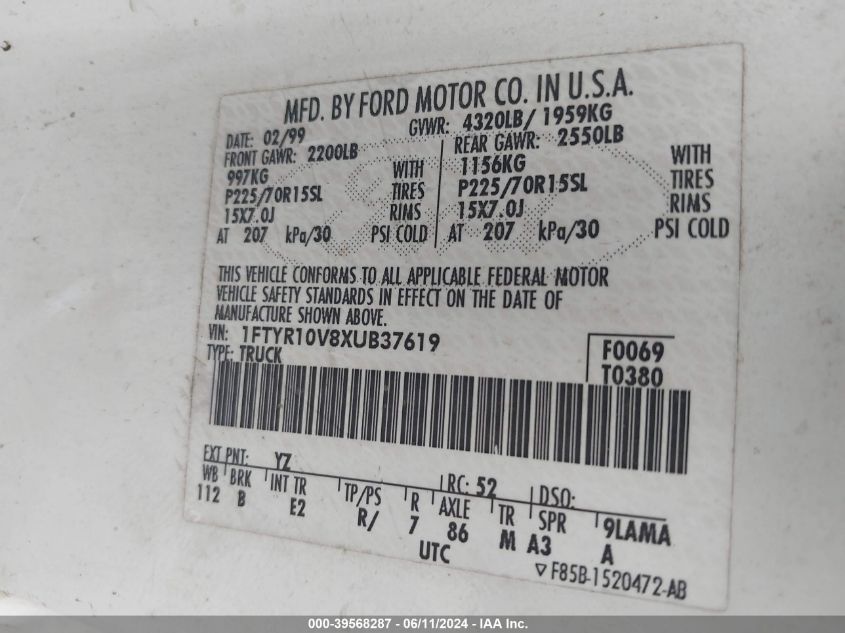 MFD. BY FORD MOTOR CO. IN U.S.A.
DATE: 02/99 GVWR: 4320LB/ 1959KG
FRONT GAWR: 2200LB REAR GAWR: 2550LB
997KG WITH 1156KG WITH
P225/70R15SL TIRES P225/70R15SL TIRES
15X7.0J RIMS 15X7.0J RIMS
AT 207 kPa/30 PSI COLD AT 207 kPa/30 PSI COLD
THIS VEHICLE CONFORMS TO ALL APPLICABLE FEDERAL MOTOR
VEHICLE SAFETY STANDARDS IN EFFECT ON THE DATE OF
MANUFACTURE SHOWN ABOVE.
VIN: 1FTYR10V8XUB37619 F0069
TYPE: TRUCK T0380
EXT PNT: YZ RC: 52 DSO:
WB BRK INT TR TP/PS R AXLE TR SPR 9LAMA
112 B E2 R/ 7 86 M A3 A
UTC
▽ F85B-1520472-AB
000-39568287 - 06/11/2024 - IAA Inc.